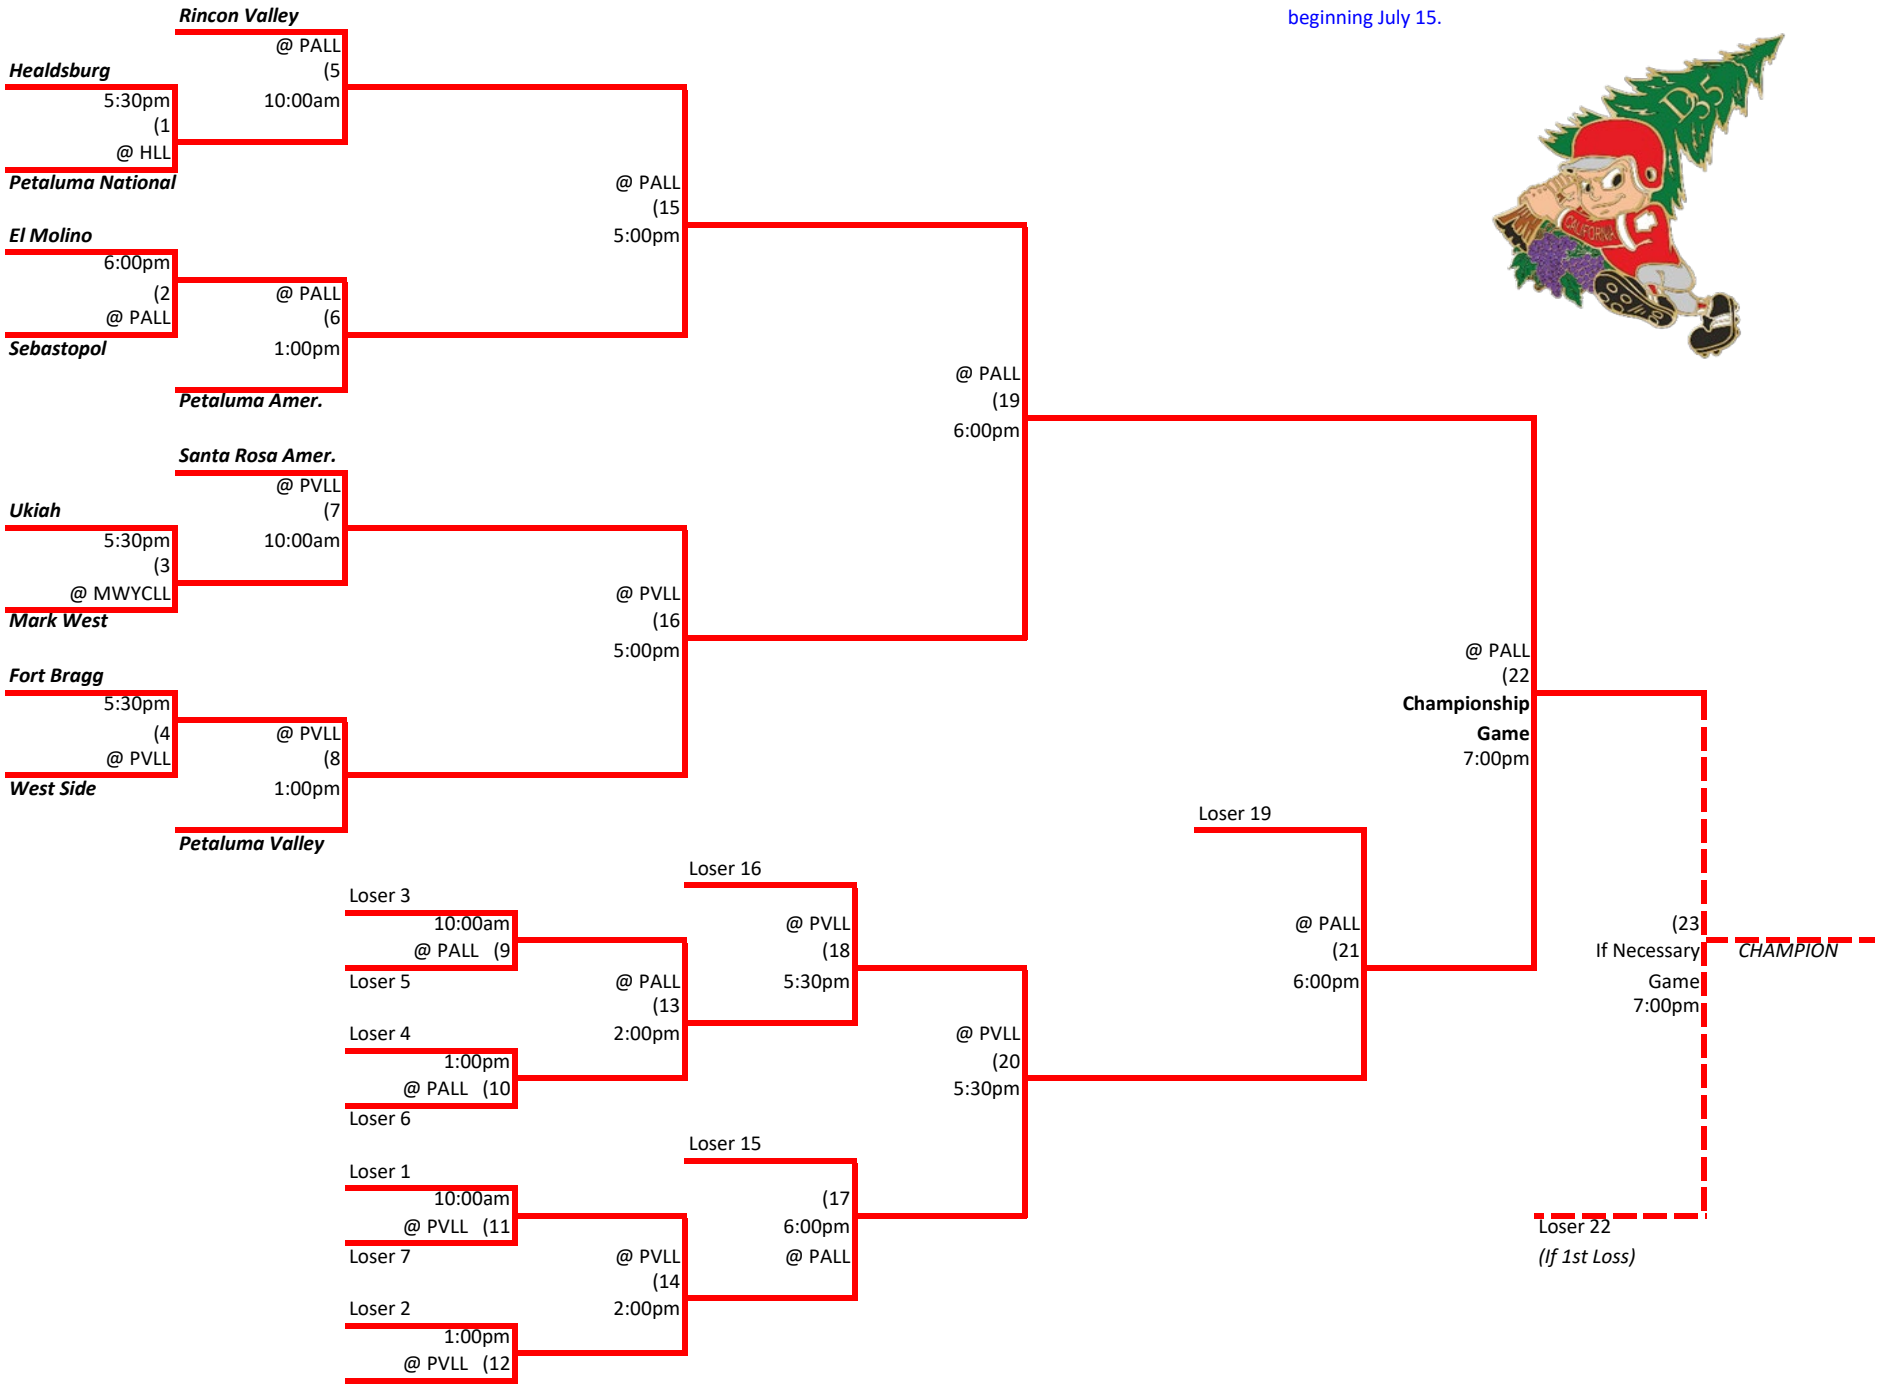 beginning July 15.
D35
CALIFORNIA
Rincon Valley
@ PALL
(5
10:00am
Healdsburg
5:30pm
(1
@ HLL
Petaluma National
@ PALL
(15
5:00pm
El Molino
6:00pm
(2
@ PALL
Sebastopol
@ PALL
(6
1:00pm
Petaluma Amer.
@ PALL
(19
6:00pm
Santa Rosa Amer.
@ PVLL
(7
10:00am
Ukiah
5:30pm
(3
@ MWYCLL
Mark West
@ PVLL
(16
5:00pm
Fort Bragg
5:30pm
(4
@ PVLL
West Side
@ PVLL
(8
1:00pm
Petaluma Valley
@ PALL
(22
Championship
Game
7:00pm
Loser 19
Loser 16
Loser 3
10:00am
@ PALL (9
Loser 5
@ PVLL
(18
5:30pm
@ PALL
(21
6:00pm
(23
If Necessary
Game
7:00pm
CHAMPION
@ PALL
(13
2:00pm
Loser 4
1:00pm
@ PALL (10
Loser 6
@ PVLL
(20
5:30pm
Loser 15
Loser 1
10:00am
@ PVLL (11
Loser 7
(17
6:00pm
@ PALL
Loser 22
(If 1st Loss)
@ PVLL
(14
2:00pm
Loser 2
1:00pm
@ PVLL (12